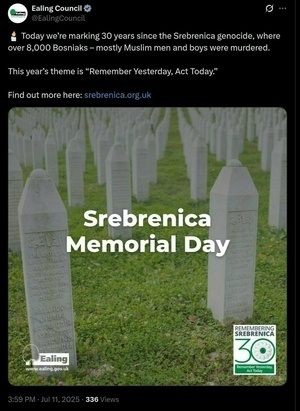 Ealing Council
@EalingCouncil
🕯️ Today we're marking 30 years since the Srebrenica genocide, where
over 8,000 Bosniaks – mostly Muslim men and boys were murdered.
This year's theme is "Remember Yesterday, Act Today."
Find out more here: srebrenica.org.uk
Srebrenica
Memorial Day
Ealing
www.ealing.gov.uk
REMEMBERING
SREBRENICA
30
Remember Yesterday,
Act Today
3:59 PM · Jul 11, 2025 · 336 Views